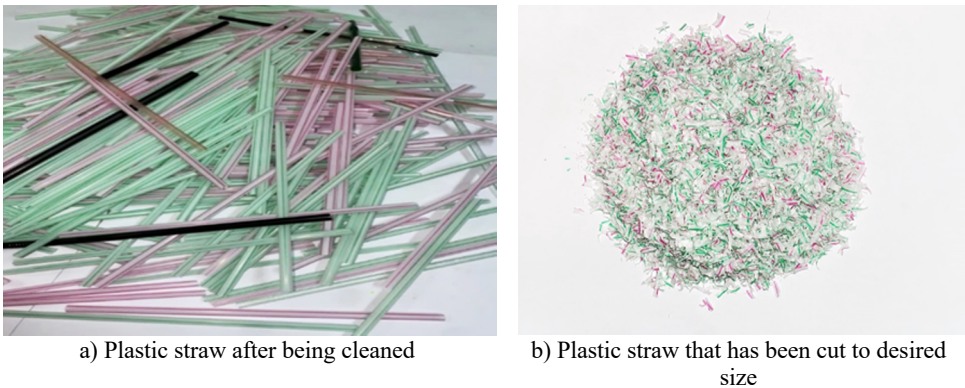 a) Plastic straw after being cleaned
b) Plastic straw that has been cut to desired
size